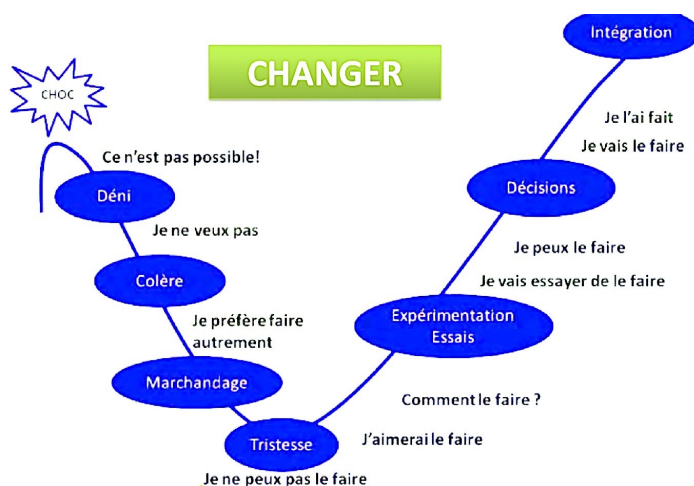 Intégration
CHANGER
CHOC
Je l'ai fait
Je vais le faire
Ce n'est pas possible!
Déni
Décisions
Je ne veux pas
Je peux le faire
Colère
Je vais essayer de le faire
Je préfère faire
autrement
Expérimentation
Essais
Marchandage
Comment le faire ?
Tristesse
J'aimerai le faire
Je ne peux pas le faire